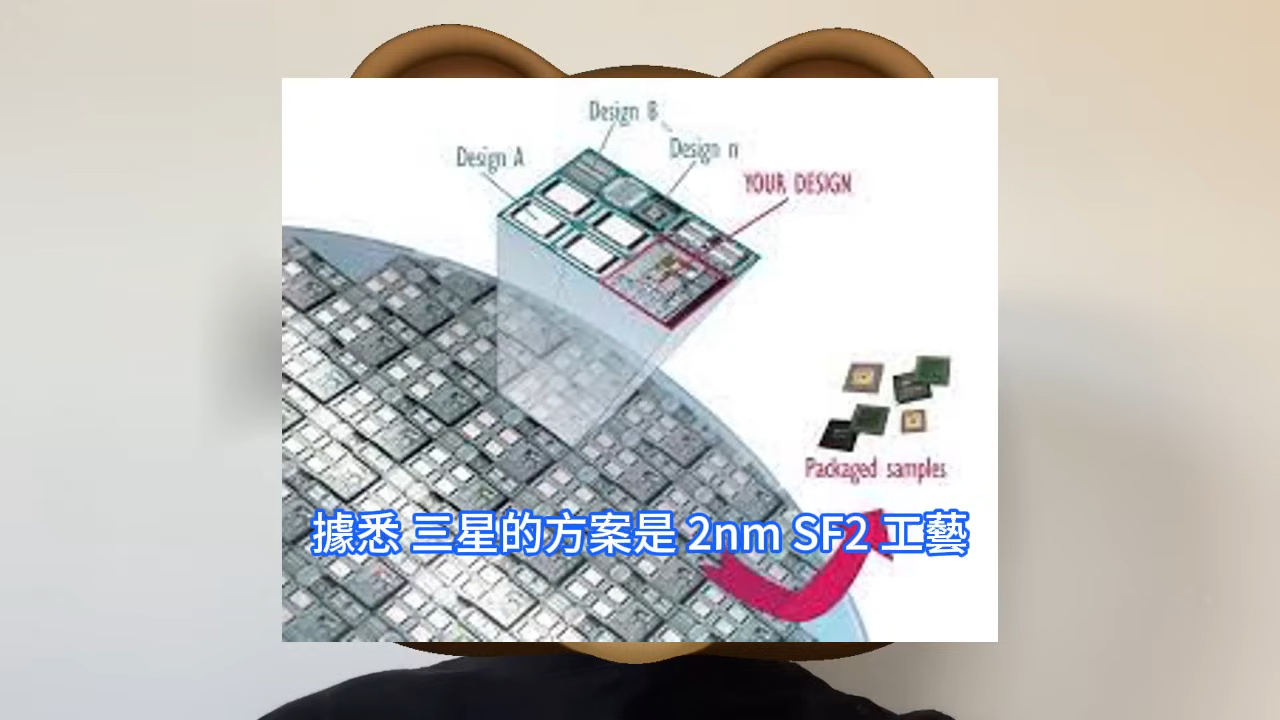 Design B
Design A
Design n
YOUR DESIGN
Packaged samples
據悉 三星的方案是 2nm SF2 工藝